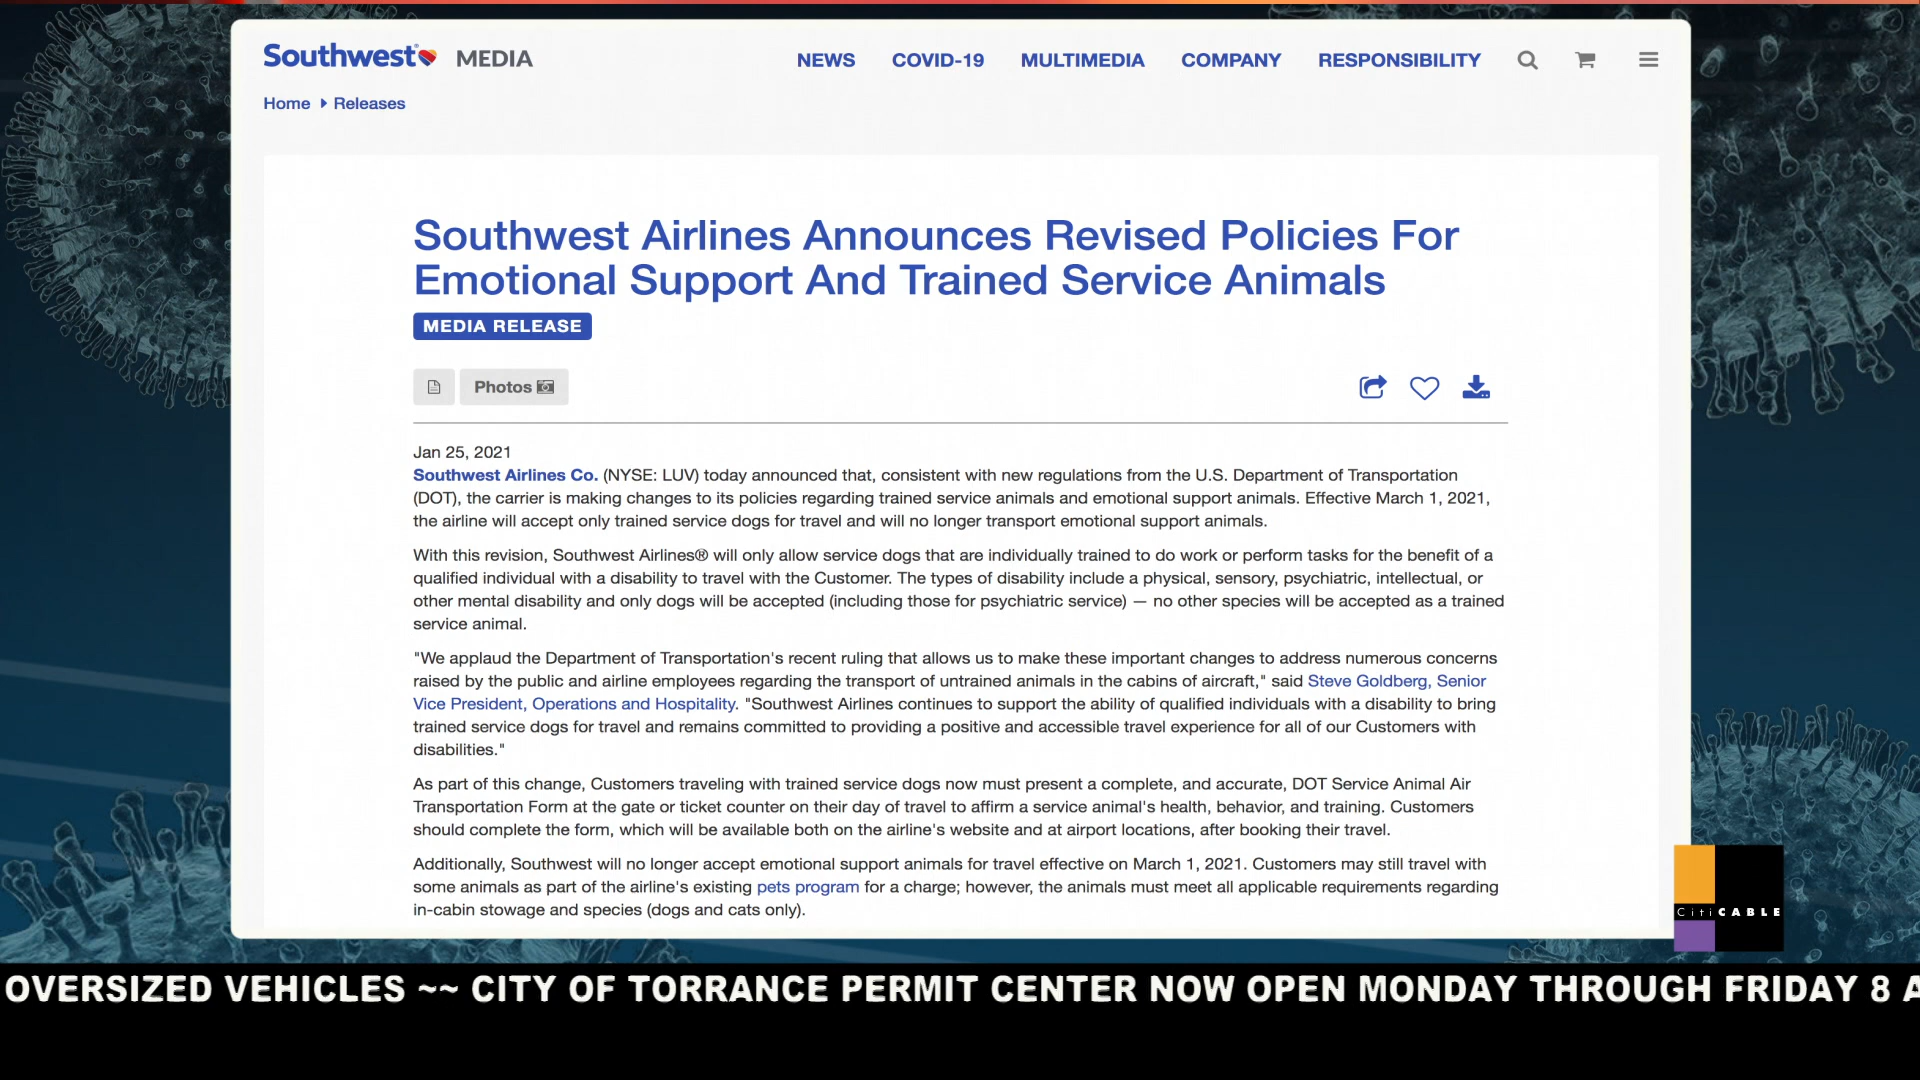 Southwest MEDIA
NEWS COVID-19 MULTIMEDIA COMPANY RESPONSIBILITY
Home Releases
Southwest Airlines Announces Revised Policies For
Emotional Support And Trained Service Animals
MEDIA RELEASE
Photos
Jan 25, 2021
Southwest Airlines Co. (NYSE: LUV) today announced that, consistent with new regulations from the U.S. Department of Transportation
(DOT), the carrier is making changes to its policies regarding trained service animals and emotional support animals. Effective March 1, 2021,
the airline will accept only trained service dogs for travel and will no longer transport emotional support animals.
With this revision, Southwest Airlines® will only allow service dogs that are individually trained to do work or perform tasks for the benefit of a
qualified individual with a disability to travel with the Customer. The types of disability include a physical, sensory, psychiatric, intellectual, or
other mental disability and only dogs will be accepted (including those for psychiatric service) — no other species will be accepted as a trained
service animal.
"We applaud the Department of Transportation's recent ruling that allows us to make these important changes to address numerous concerns
raised by the public and airline employees regarding the transport of untrained animals in the cabins of aircraft," said Steve Goldberg, Senior
Vice President, Operations and Hospitality. "Southwest Airlines continues to support the ability of qualified individuals with a disability to bring
trained service dogs for travel and remains committed to providing a positive and accessible travel experience for all of our Customers with
disabilities."
As part of this change, Customers traveling with trained service dogs now must present a complete, and accurate, DOT Service Animal Air
Transportation Form at the gate or ticket counter on their day of travel to affirm a service animal's health, behavior, and training. Customers
should complete the form, which will be available both on the airline's website and at airport locations, after booking their travel.
Additionally, Southwest will no longer accept emotional support animals for travel effective on March 1, 2021. Customers may still travel with
some animals as part of the airline's existing pets program for a charge; however, the animals must meet all applicable requirements regarding
in-cabin stowage and species (dogs and cats only).
CitiCABLE
OVERSIZED VEHICLES ~~ CITY OF TORRANCE PERMIT CENTER NOW OPEN MONDAY THROUGH FRIDAY 8 A